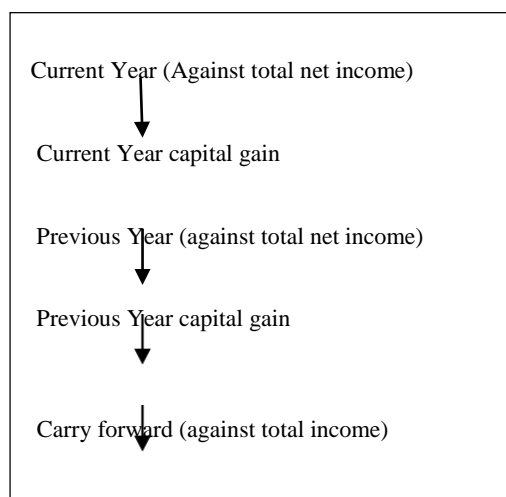 Current Year (Against total net income)
Current Year capital gain
Previous Year (against total net income)
Previous Year capital gain
Carry forward (against total income)